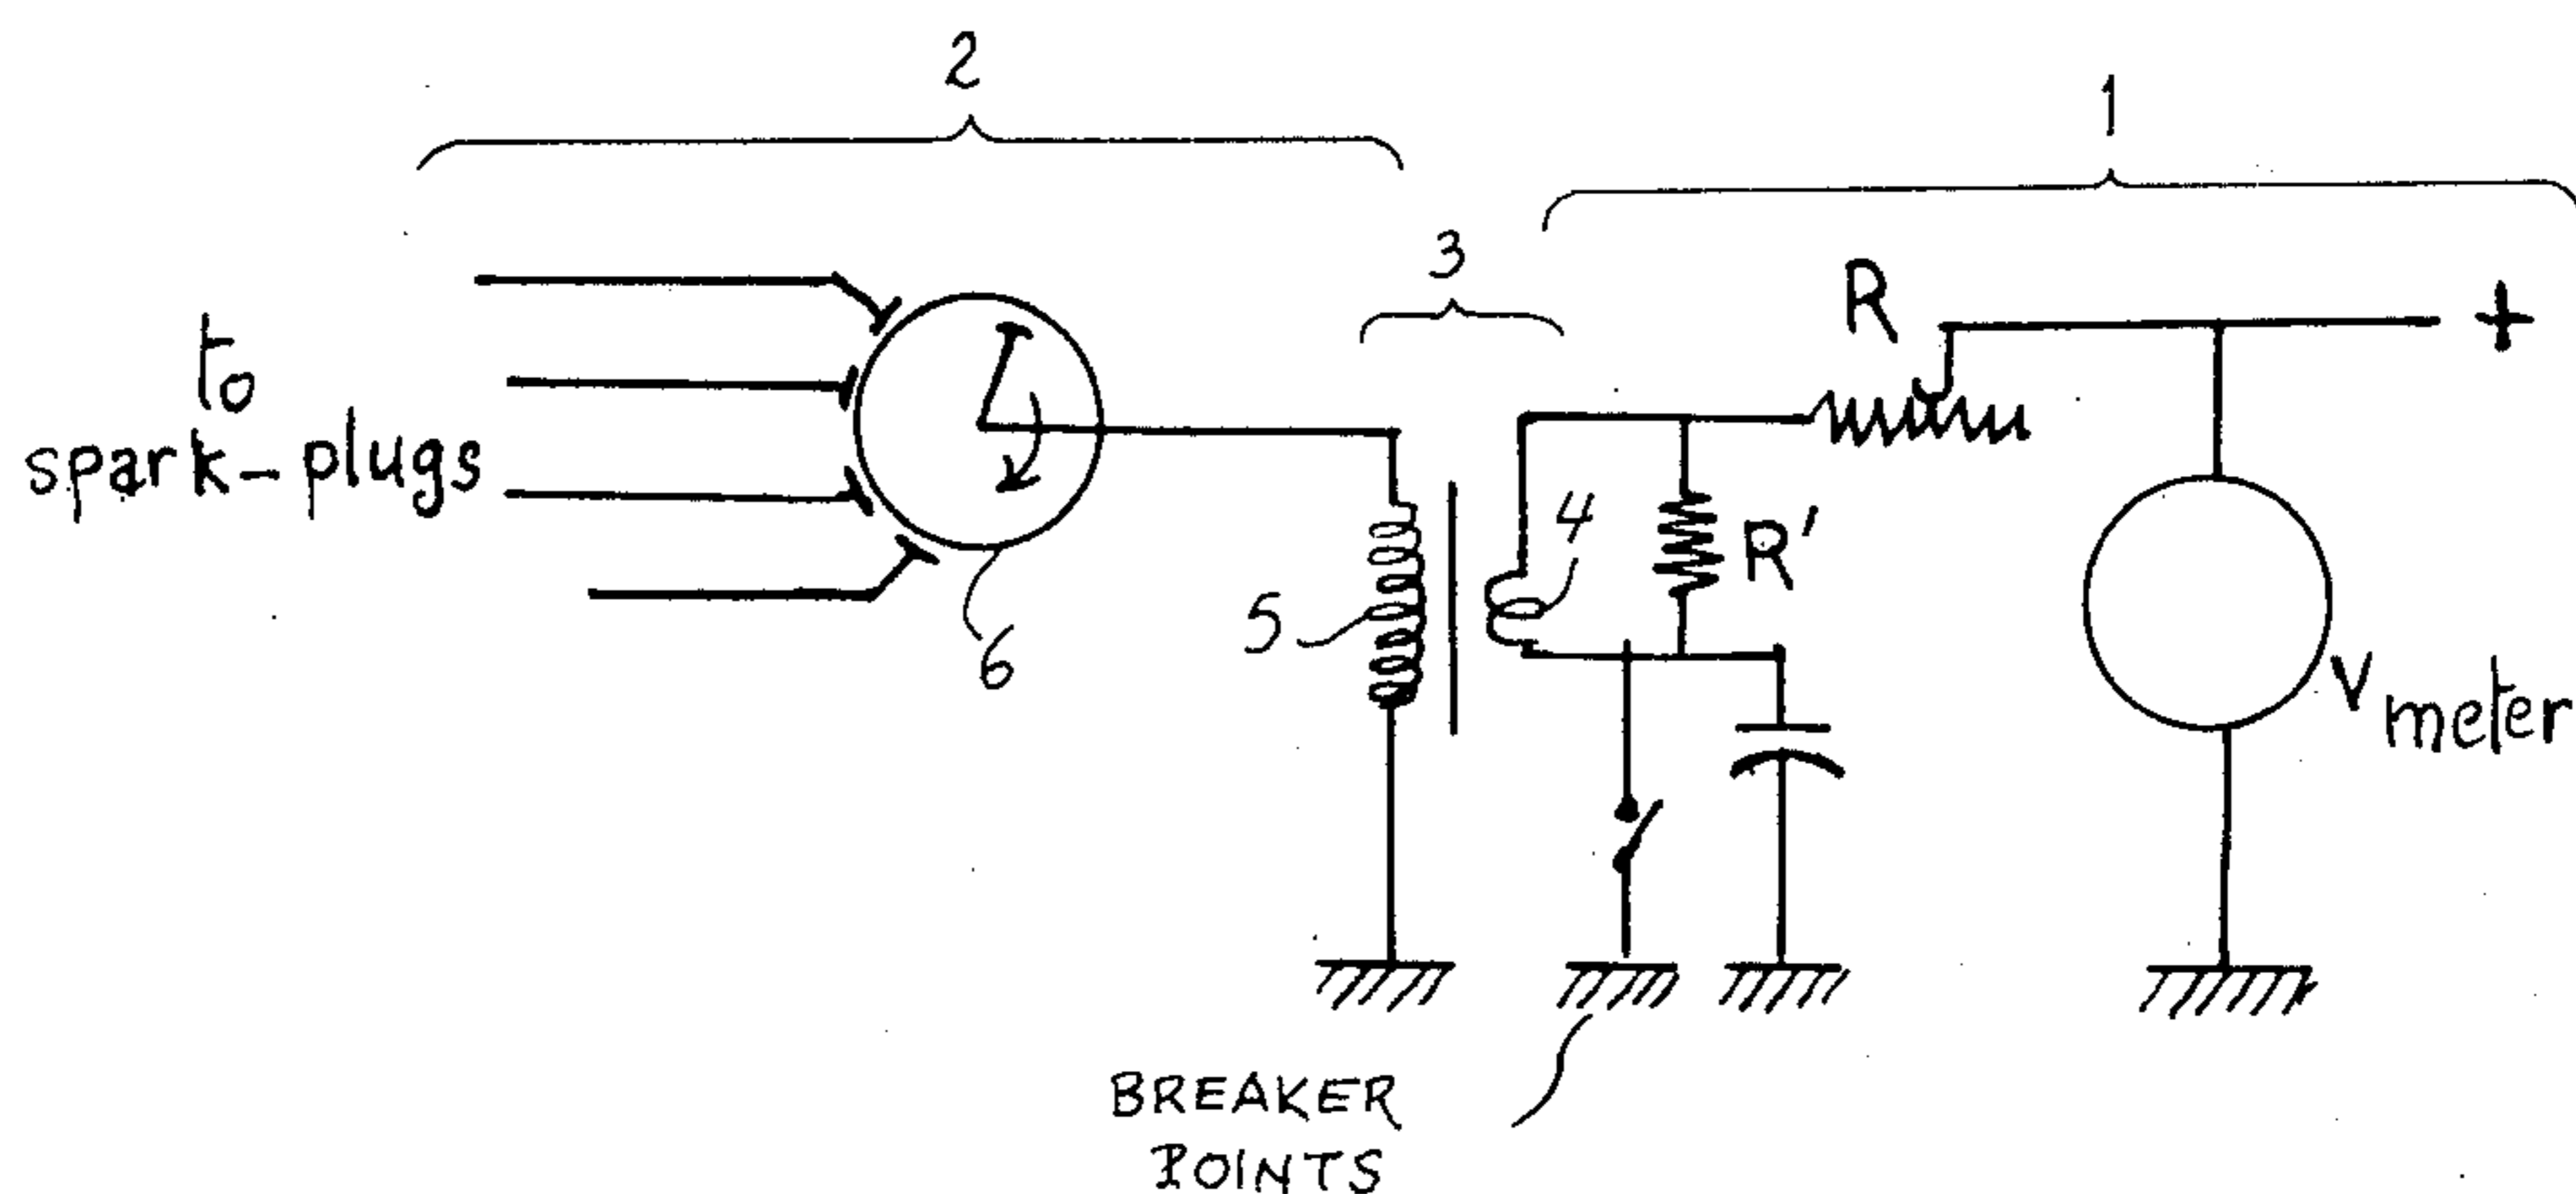 2
1
3
R
+
to
spark-plugs
4
R'
5
6
V meter
BREAKER
POINTS